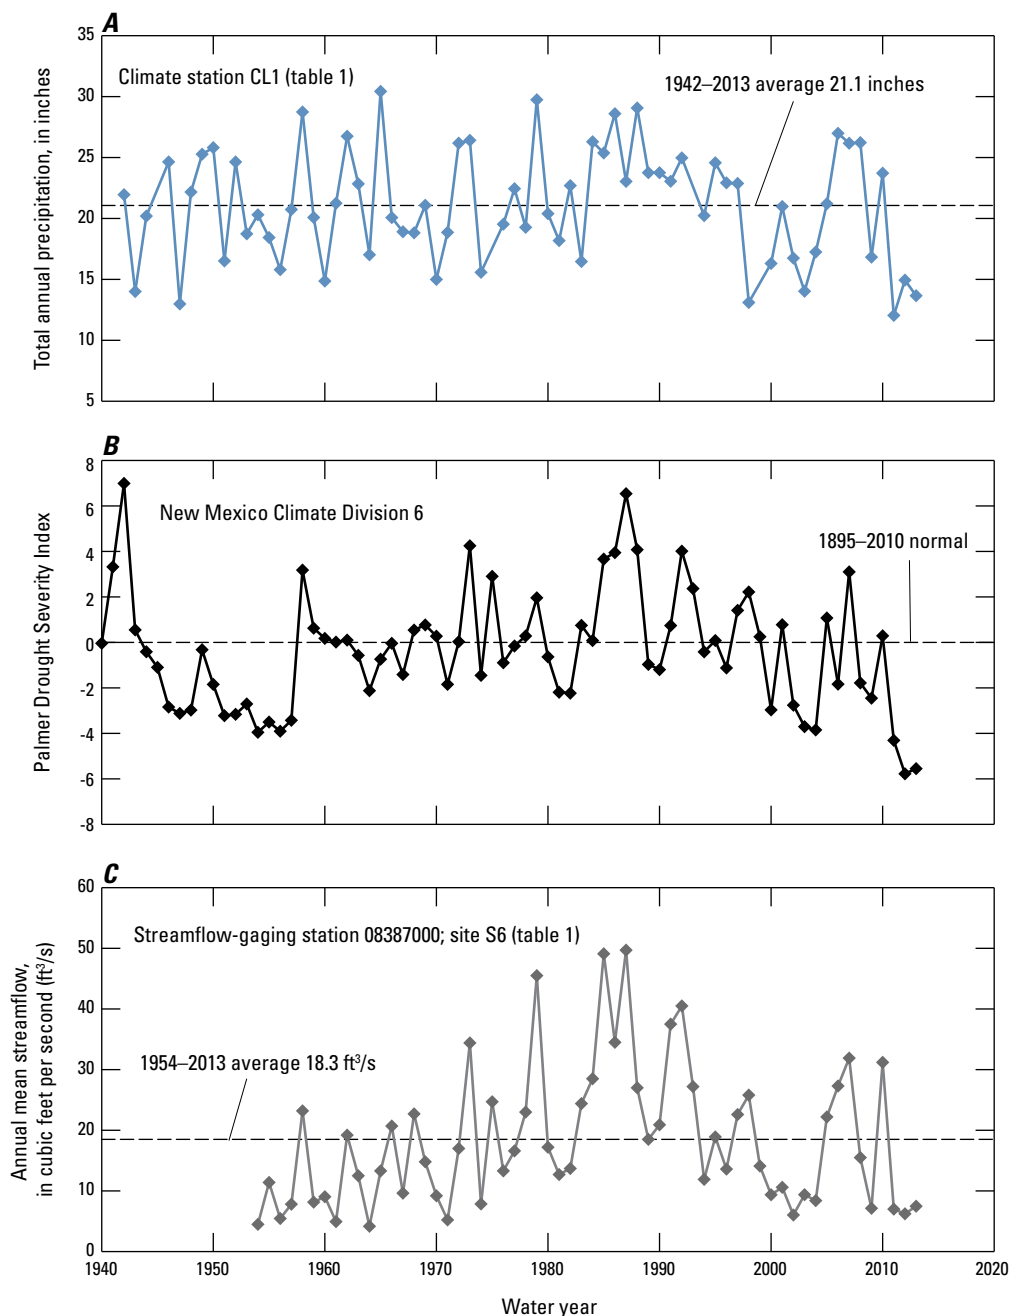 A
35
30
25
20
15
10
5
Total annual precipitation, in inches
Climate station CL1 (table 1)
1942–2013 average 21.1 inches
B
8
6
4
2
0
-2
-4
-6
-8
Palmer Drought Severity Index
New Mexico Climate Division 6
1895–2010 normal
C
60
50
40
30
20
10
0
Annual mean streamflow,
in cubic feet per second (ft³/s)
Streamflow-gaging station 08387000; site S6 (table 1)
1954–2013 average 18.3 ft³/s
1940 1950 1960 1970 1980 1990 2000 2010 2020
Water year